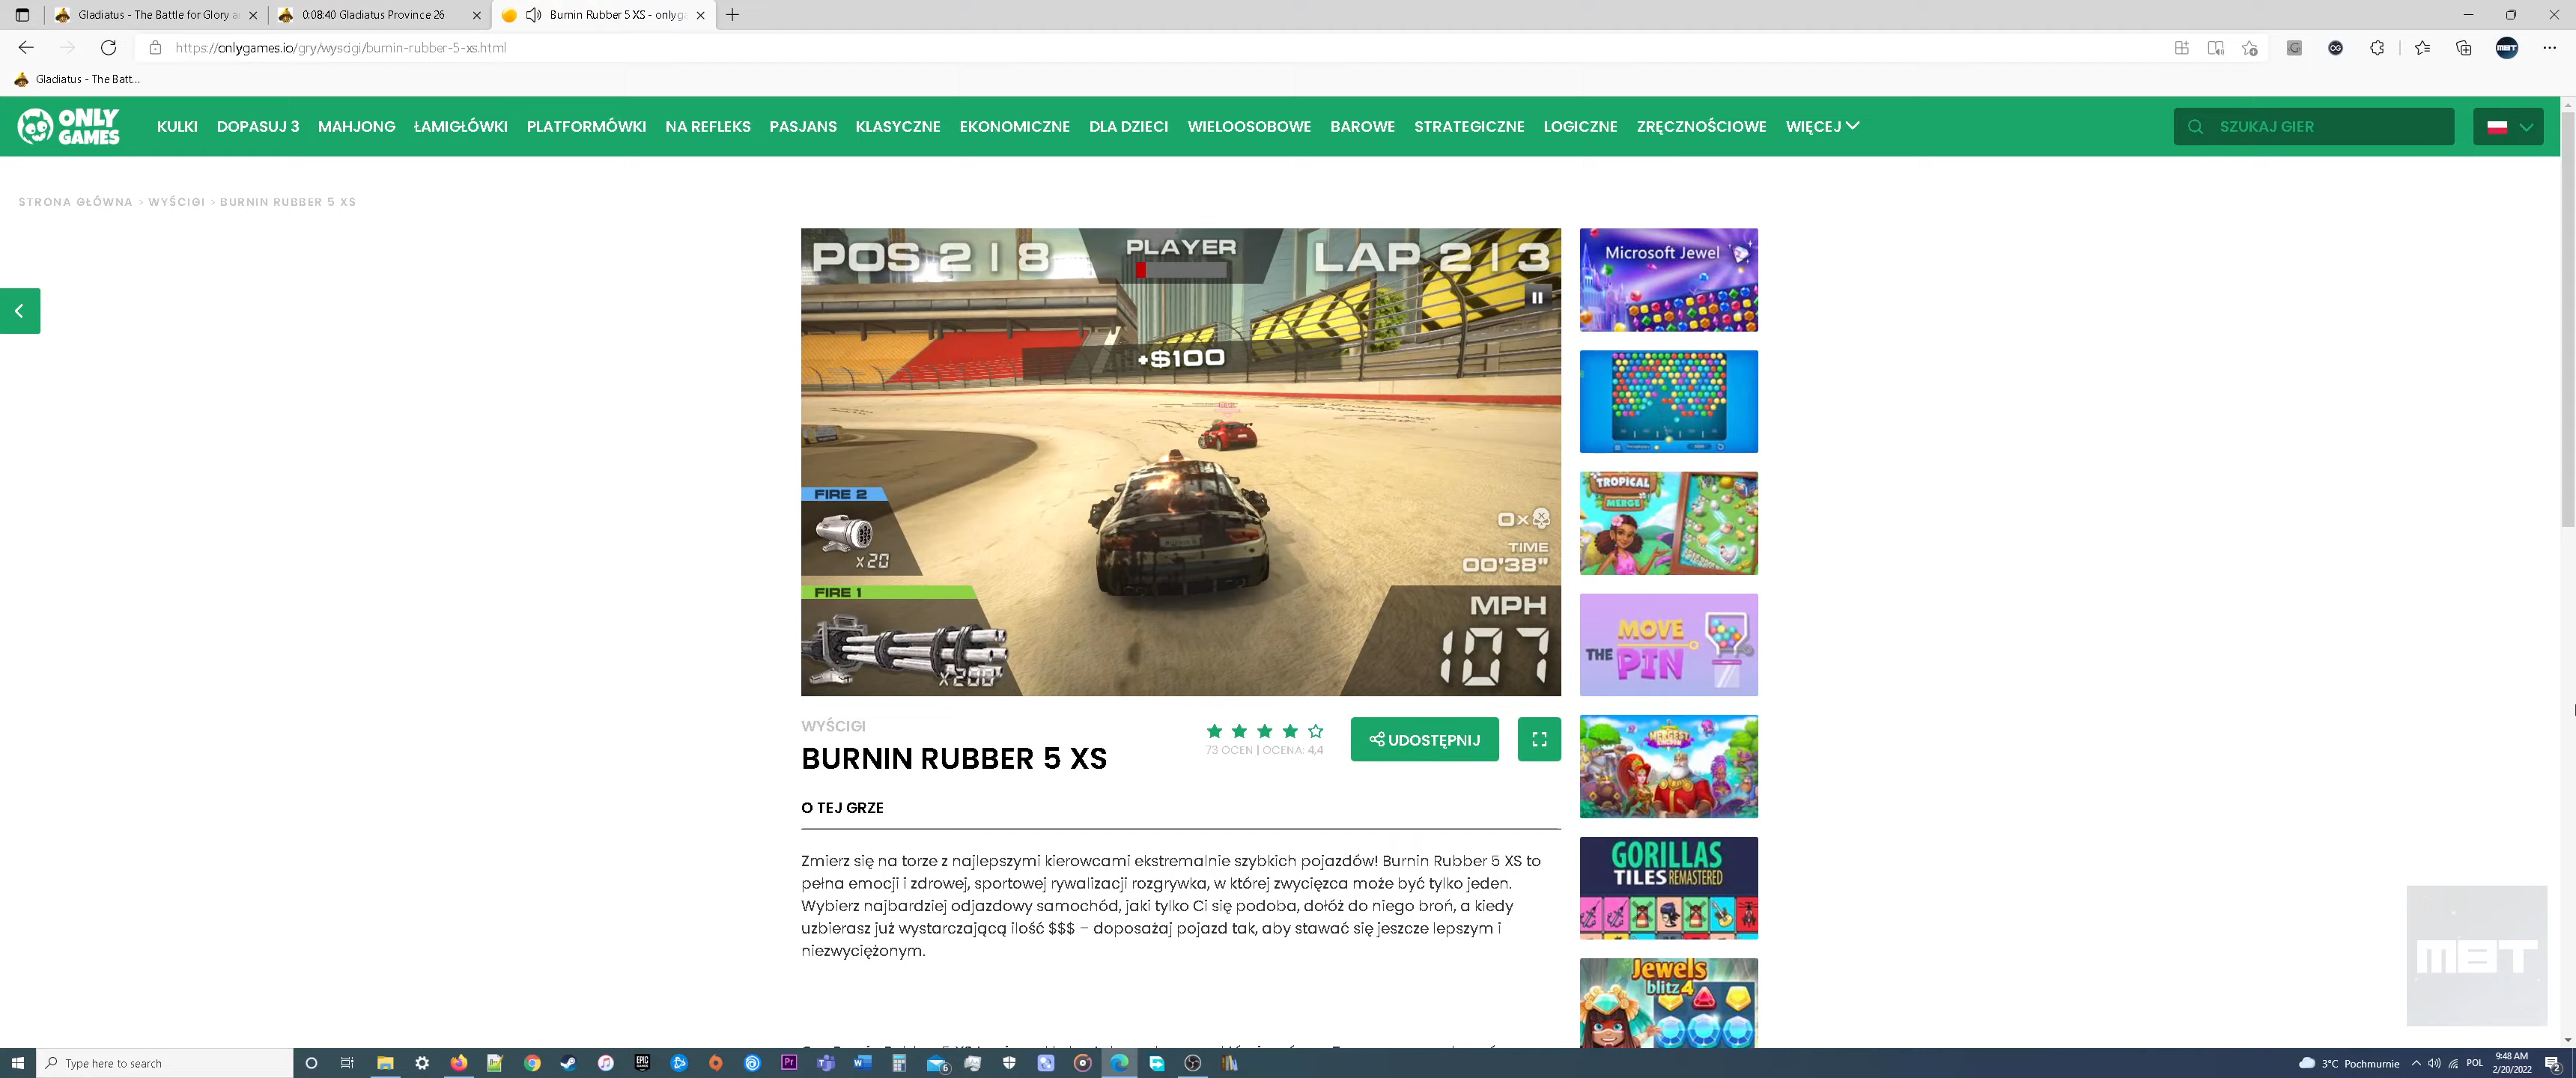 Gladiatus - The Battle for Glory a
0:08:40 Gladiatus Province 26
Burnin Rubber 5 XS - onlyga
https://onlygames.io/gry/wyscigi/burnin-rubber-5-xs.html
Gladiatus - The Batt...
ONLY GAMES
KULKI DOPASUJ 3 MAHJONG ŁAMIGŁÓWKI PLATFORMÓWKI NA REFLEKS PASJANS KLASYCZNE EKONOMICZNE DLA DZIECI WIELOOSOBOWE BAROWE STRATEGICZNE LOGICZNE ZRĘCZNOŚCIOWE WIĘCEJ
SZUKAJ GIER
STRONA GŁÓWNA > WYŚCIGI > BURNIN RUBBER 5 XS
POS 2 | 8 PLAYER LAP 2 | 3
+$100
FIRE 2
x20
FIRE 1
x200
0x
TIME
00'38"
MPH
107
Microsoft Jewel
TROPICAL
MERGE
MOVE
THE PIN
GORILLAS
TILES REMASTERED
Jewels
blitz 4
WYŚCIGI
BURNIN RUBBER 5 XS
73 OCEN | OCENA: 4,4
UDOSTĘPNIJ
O TEJ GRZE
Zmierz się na torze z najlepszymi kierowcami ekstremalnie szybkich pojazdów! Burnin Rubber 5 XS to
pełna emocji i zdrowej, sportowej rywalizacji rozgrywka, w której zwycięzca może być tylko jeden.
Wybierz najbardziej odjazdowy samochód, jaki tylko Ci się podoba, dołóż do niego broń, a kiedy
uzbierasz już wystarczającą ilość $$$ – doposażaj pojazd tak, aby stawać się jeszcze lepszym i
niezwyciężonym.
MBT
Type here to search
3°C Pochmurnie
POL
9:48 AM
2/20/2022